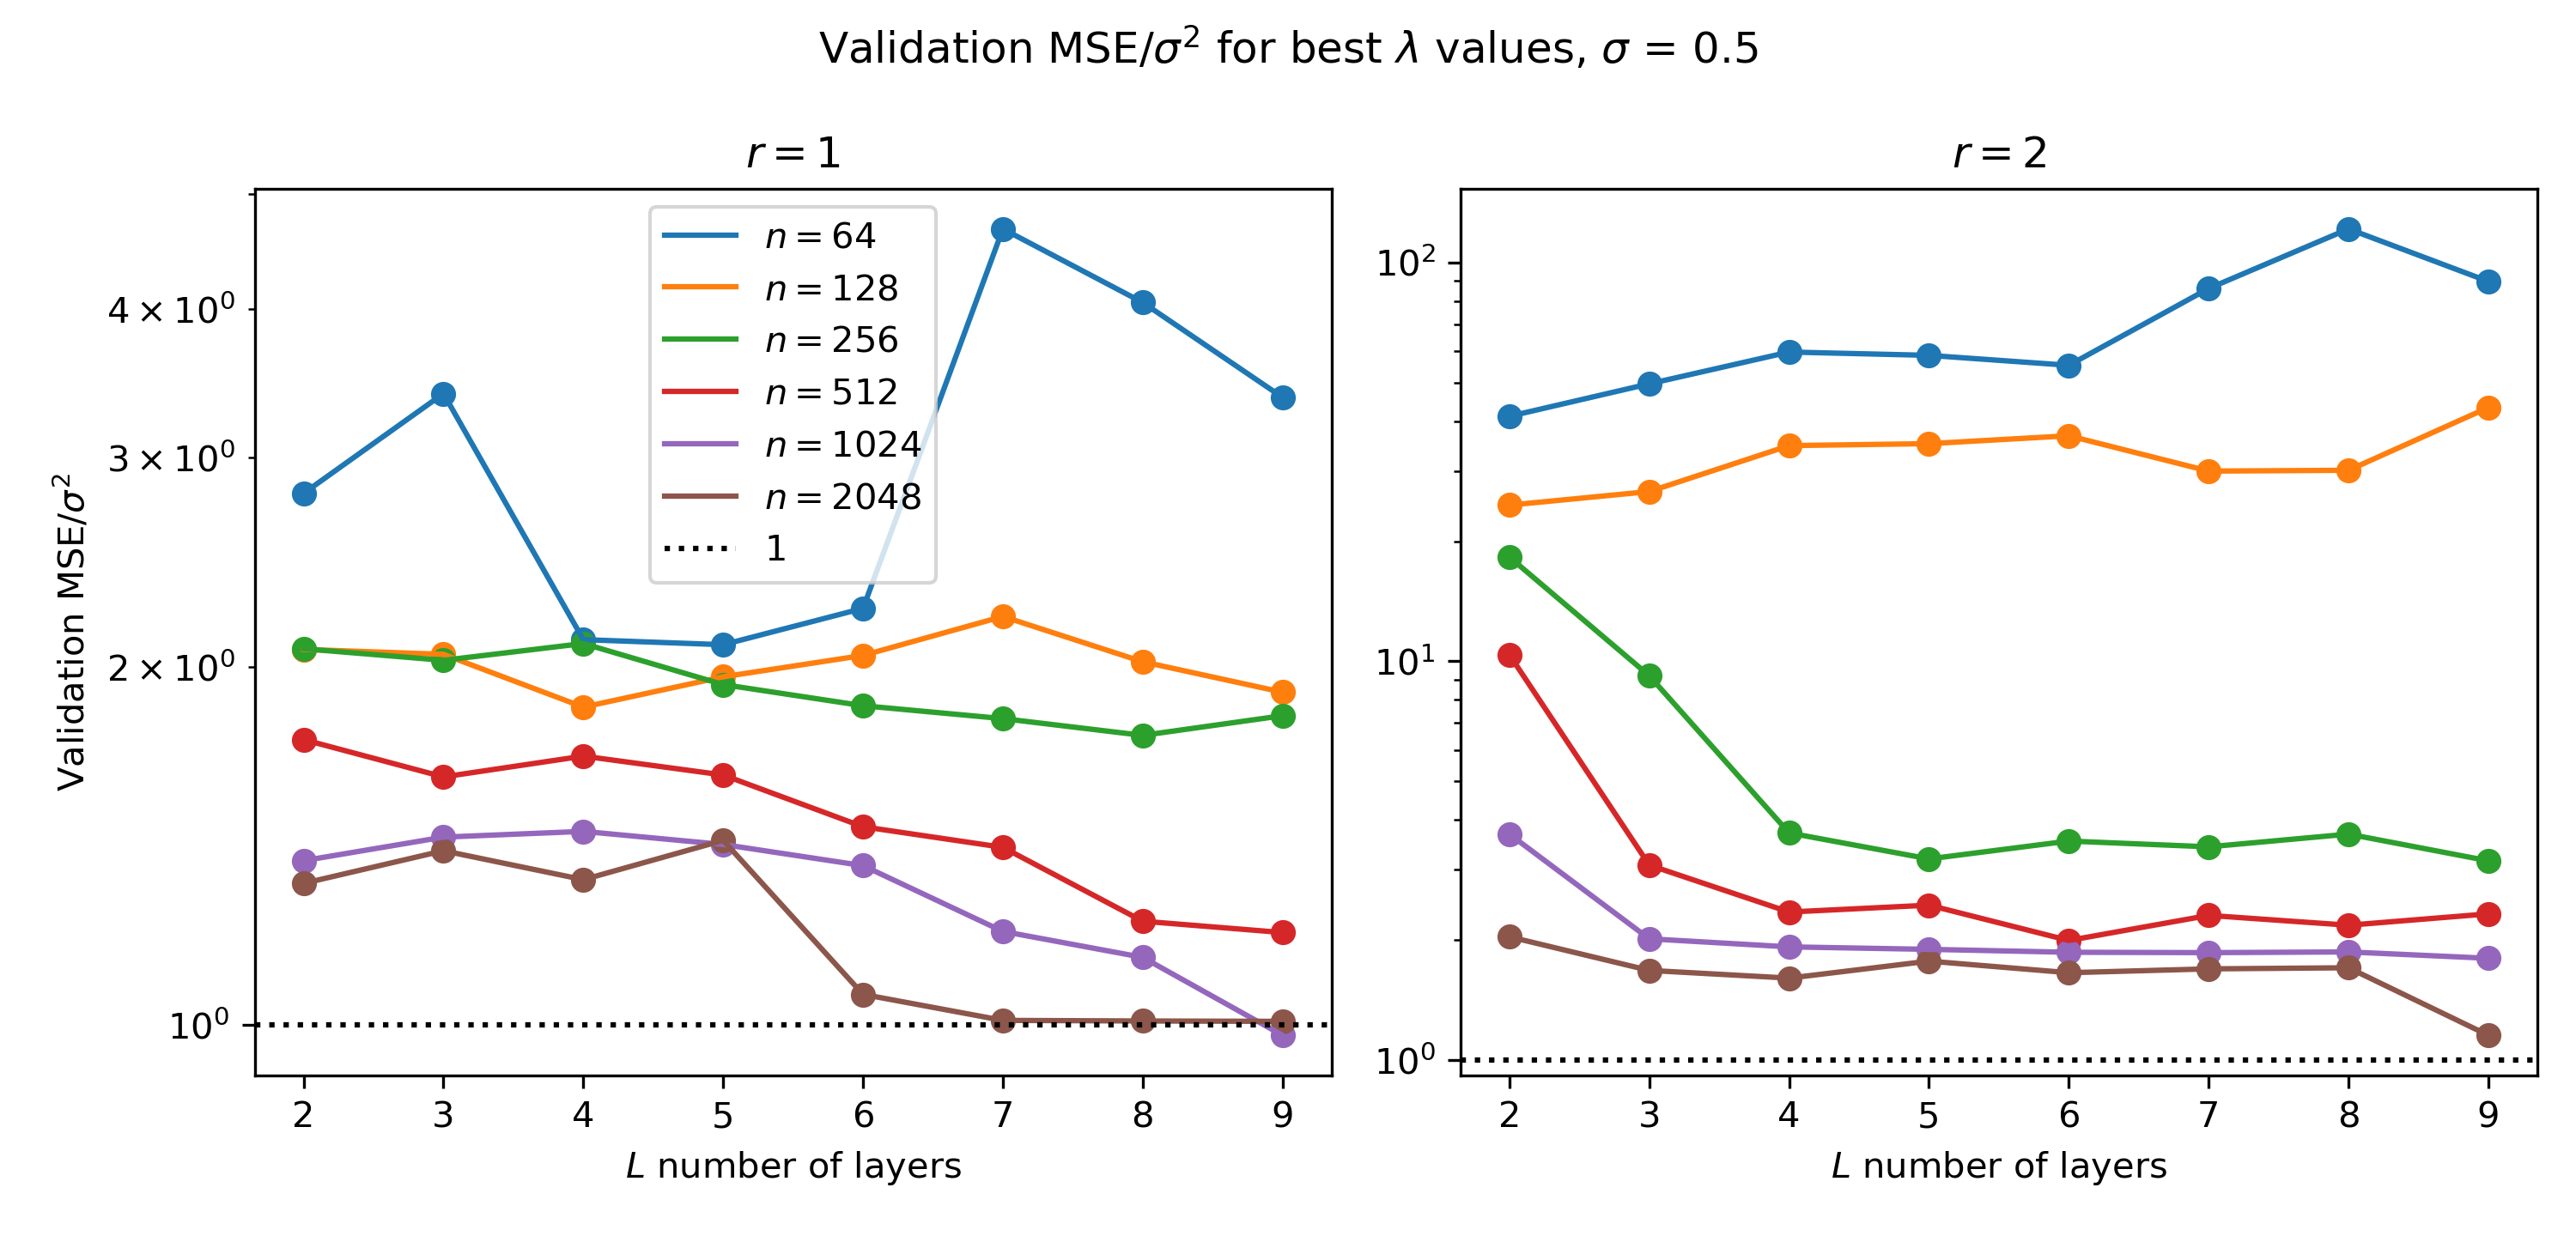 Validation MSE/σ² for best λ values, σ = 0.5
r = 1
Validation MSE/σ²
4 × 10⁰
3 × 10⁰
2 × 10⁰
10⁰
n = 64
n = 128
n = 256
n = 512
n = 1024
n = 2048
1
2 3 4 5 6 7 8 9
L number of layers
r = 2
10²
10¹
10⁰
2 3 4 5 6 7 8 9
L number of layers